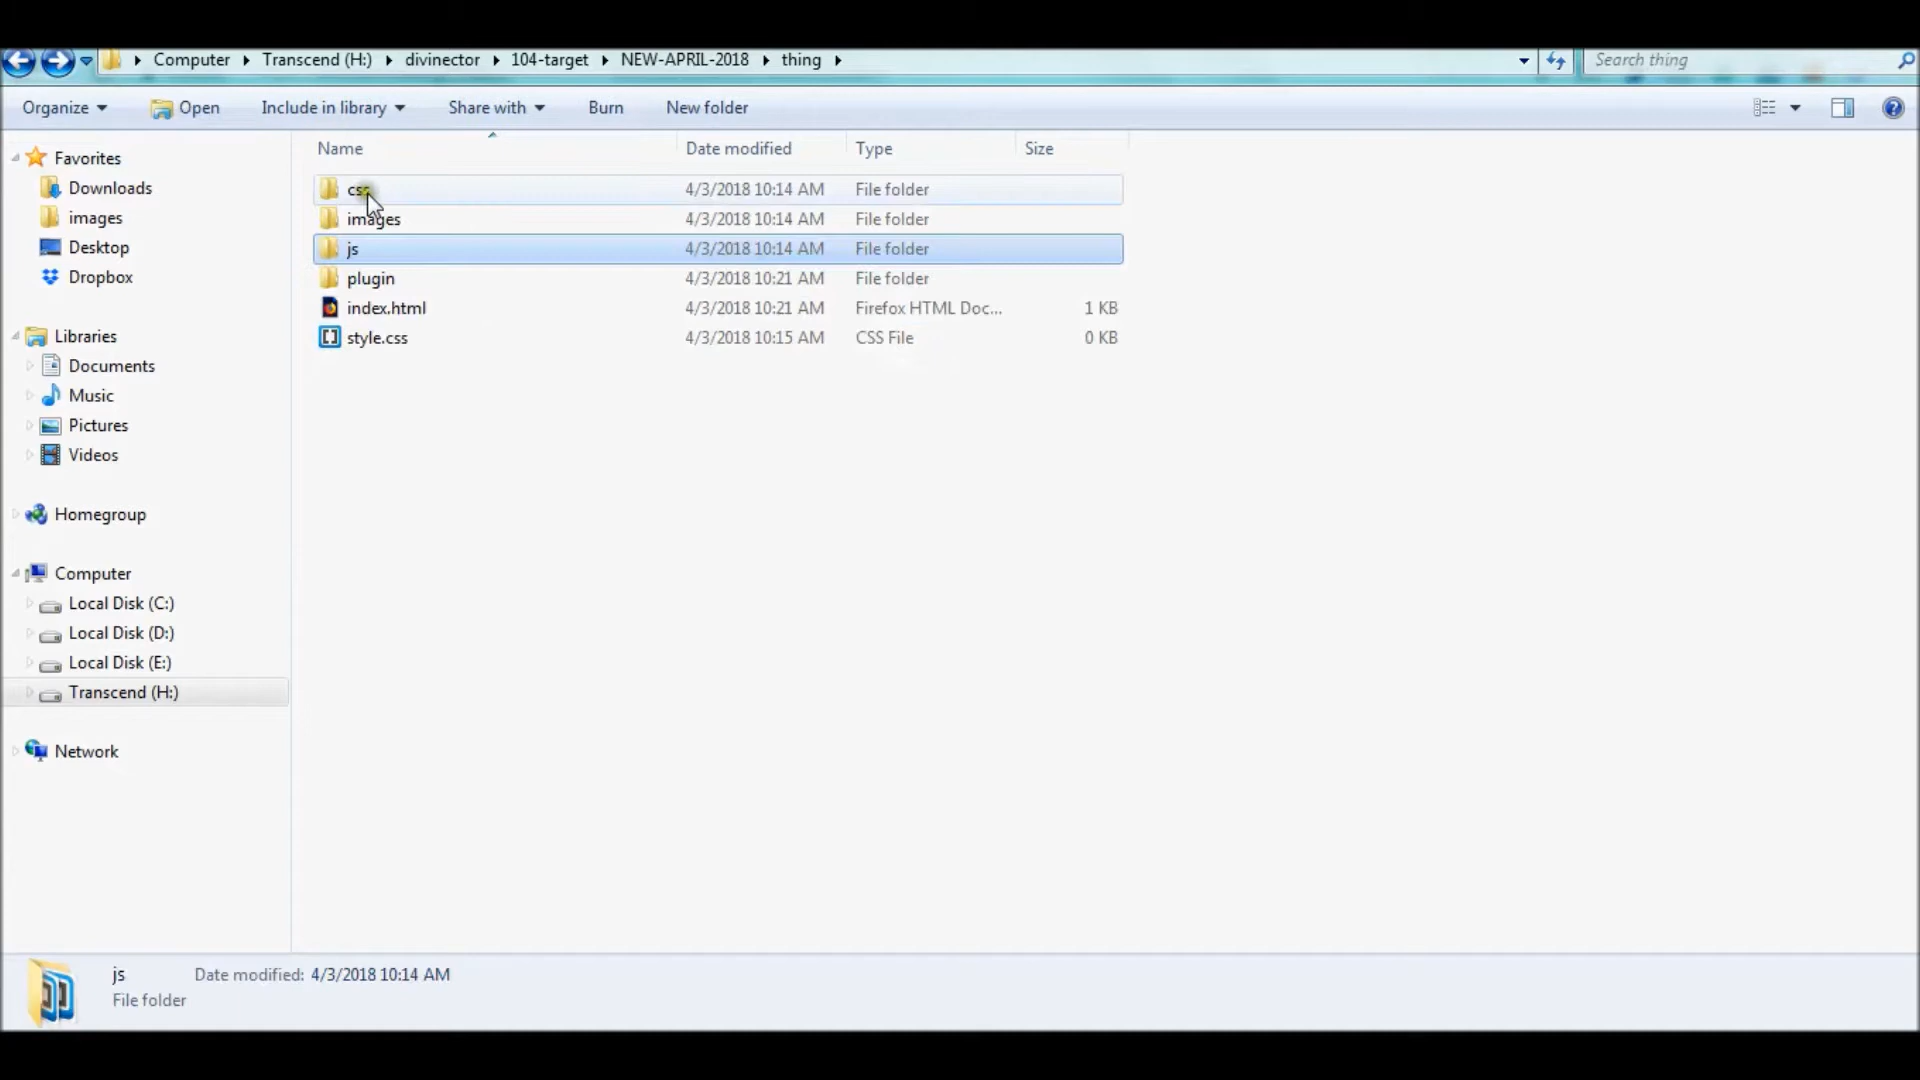 Computer Transcend (H:) divinector 104-target NEW-APRIL-2018 thing Search thing
Organize Open Include in library Share with Burn New folder
Name Date modified Type Size
Favorites
Downloads
images
Desktop
Dropbox
Libraries
Documents
Music
Pictures
Videos
Homegroup
Computer
Local Disk (C:)
Local Disk (D:)
Local Disk (E:)
Transcend (H:)
Network
css 4/3/2018 10:14 AM File folder
images 4/3/2018 10:14 AM File folder
js 4/3/2018 10:14 AM File folder
plugin 4/3/2018 10:21 AM File folder
index.html 4/3/2018 10:21 AM Firefox HTML Doc... 1 KB
style.css 4/3/2018 10:15 AM CSS File 0 KB
js Date modified: 4/3/2018 10:14 AM
File folder